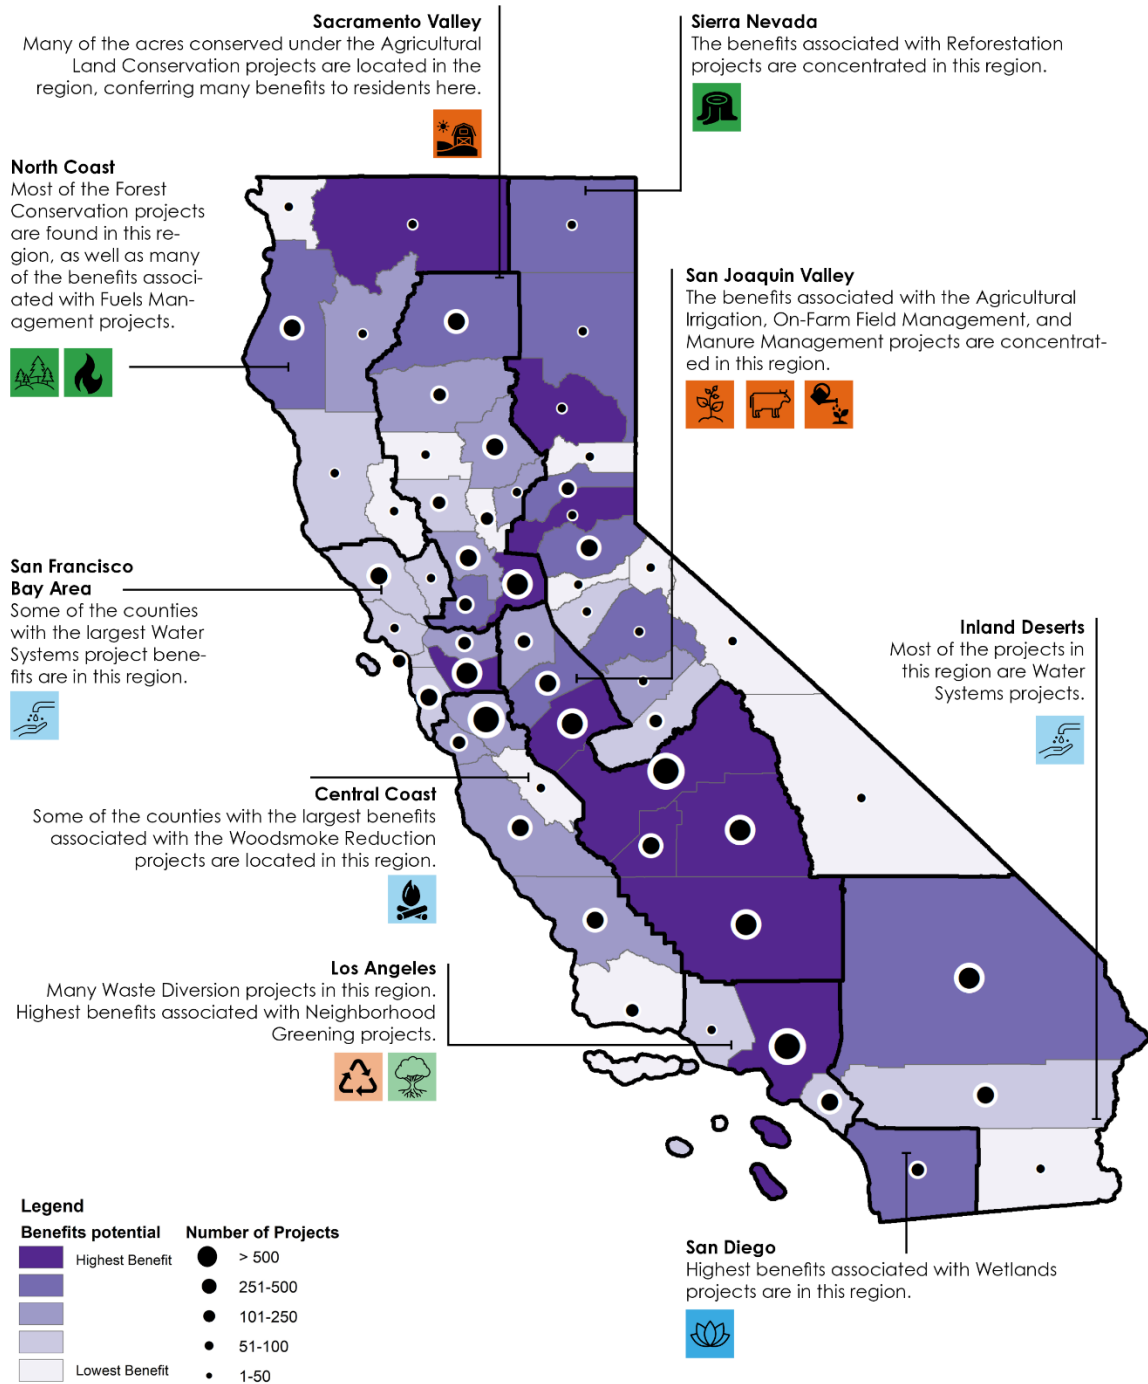 Sacramento Valley
Many of the acres conserved under the Agricultural
Land Conservation projects are located in the
region, conferring many benefits to residents here.
Sierra Nevada
The benefits associated with Reforestation
projects are concentrated in this region.
North Coast
Most of the Forest
Conservation projects
are found in this re-
gion, as well as many
of the benefits associ-
ated with Fuels Man-
agement projects.
San Joaquin Valley
The benefits associated with the Agricultural
Irrigation, On-Farm Field Management, and
Manure Management projects are concentrat-
ed in this region.
San Francisco
Bay Area
Some of the counties
with the largest Water
Systems project bene-
fits are in this region.
Inland Deserts
Most of the projects in
this region are Water
Systems projects.
Central Coast
Some of the counties with the largest benefits
associated with the Woodsmoke Reduction
projects are located in this region.
Los Angeles
Many Waste Diversion projects in this region.
Highest benefits associated with Neighborhood
Greening projects.
San Diego
Highest benefits associated with Wetlands
projects are in this region.
Legend
Benefits potential
Highest Benefit
Lowest Benefit
Number of Projects
> 500
251-500
101-250
51-100
1-50